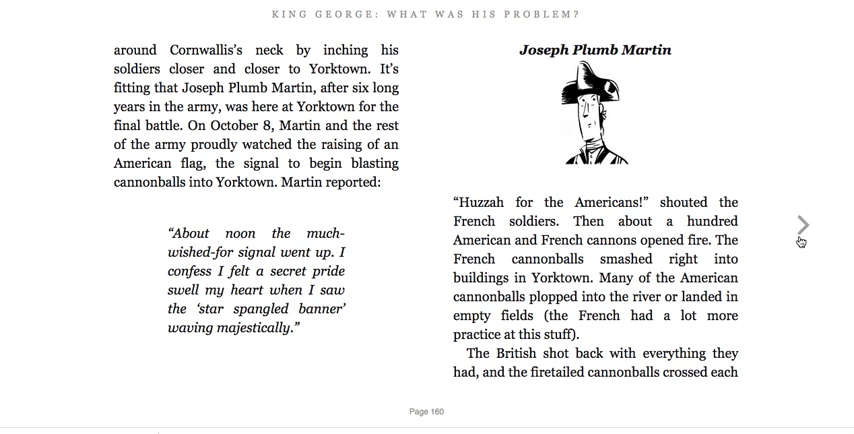 KING GEORGE: WHAT WAS HIS PROBLEM?
around Cornwallis's neck by inching his
soldiers closer and closer to Yorktown. It's
fitting that Joseph Plumb Martin, after six long
years in the army, was here at Yorktown for the
final battle. On October 8, Martin and the rest
of the army proudly watched the raising of an
American flag, the signal to begin blasting
cannonballs into Yorktown. Martin reported:
“About noon the much-
wished-for signal went up. I
confess I felt a secret pride
swell my heart when I saw
the ‘star spangled banner’
waving majestically.”
Joseph Plumb Martin
“Huzzah for the Americans!” shouted the
French soldiers. Then about a hundred
American and French cannons opened fire. The
French cannonballs smashed right into
buildings in Yorktown. Many of the American
cannonballs plopped into the river or landed in
empty fields (the French had a lot more
practice at this stuff).
The British shot back with everything they
had, and the firetailed cannonballs crossed each
Page 160